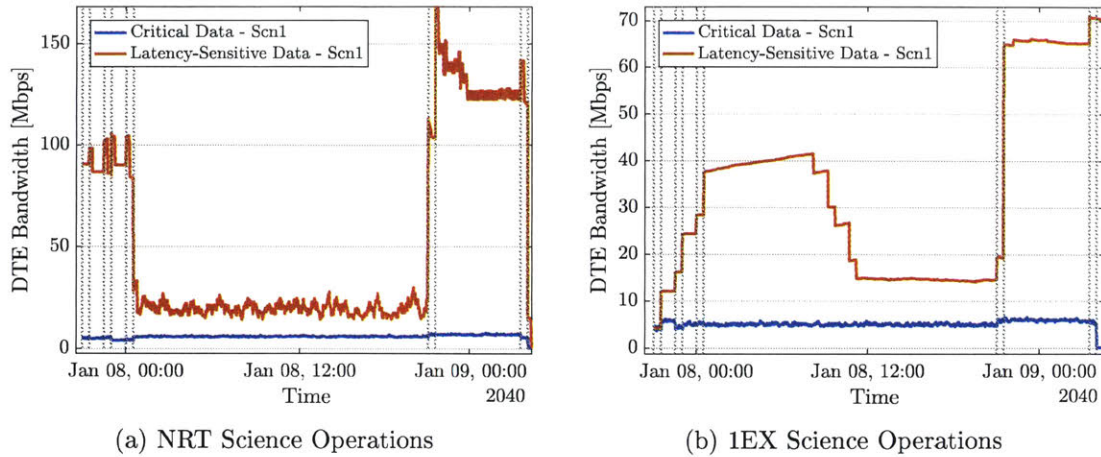 DTE Bandwidth [Mbps]
150
100
50
0
Critical Data - Scn1
Latency-Sensitive Data - Scn1
Jan 08, 00:00
Jan 08, 12:00
Jan 09, 00:00
Time
2040
(a) NRT Science Operations
DTE Bandwidth [Mbps]
70
60
50
40
30
20
10
0
Critical Data - Scn1
Latency-Sensitive Data - Scn1
Jan 08, 00:00
Jan 08, 12:00
Jan 09, 00:00
Time
2040
(b) 1EX Science Operations